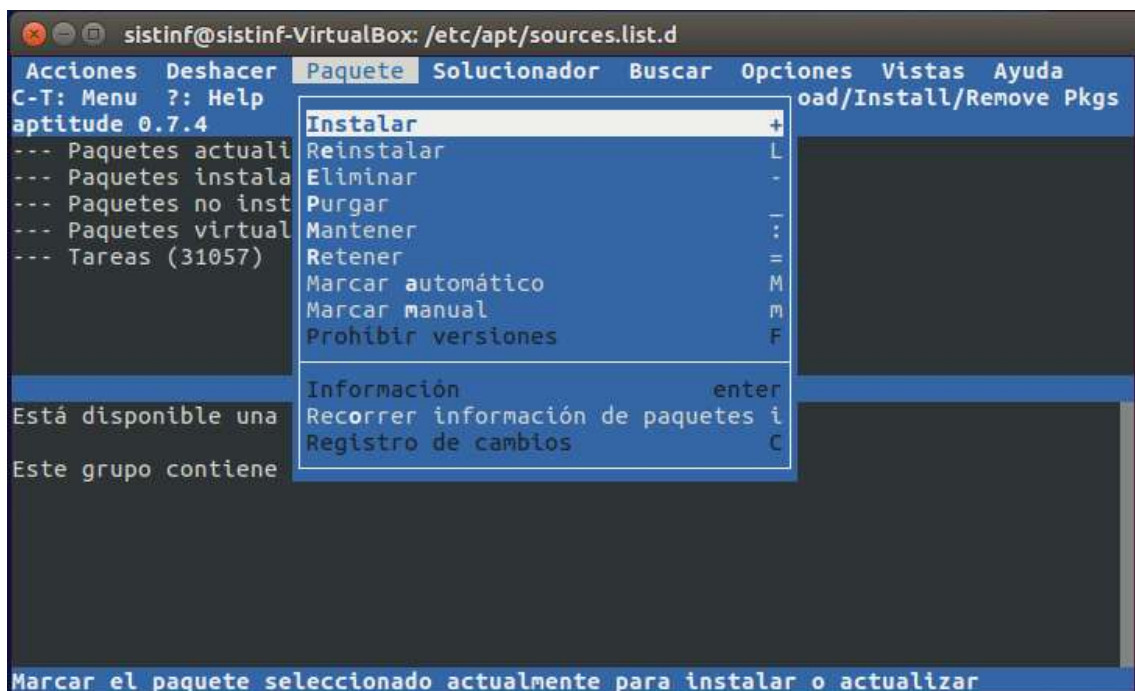 sistinf@sistinf-VirtualBox: /etc/apt/sources.list.d
Acciones Deshacer Paquete Solucionador Buscar Opciones Vistas Ayuda
C-T: Menu ?: Help oad/Install/Remove Pkgs
aptitude 0.7.4 Instalar +
--- Paquetes actuali Reinstalar L
--- Paquetes instala Eliminar -
--- Paquetes no inst Purgar _
--- Paquetes virtual Mantener :
--- Tareas (31057) Retener =
Marcar automático M
Marcar manual m
Prohibir versiones F
Información enter
Está disponible una Recorrer información de paquetes i
Registro de cambios C
Este grupo contiene
Marcar el paquete seleccionado actualmente para instalar o actualizar